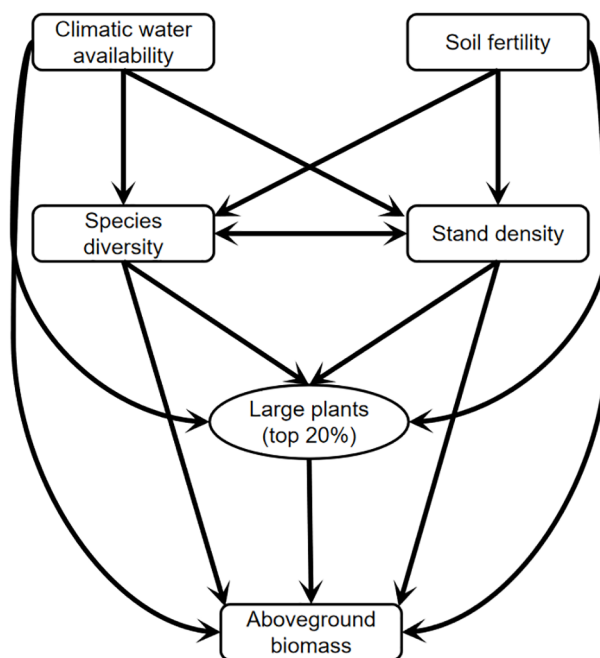 Climatic water
availability
Soil fertility
Species
diversity
Stand density
Large plants
(top 20%)
Aboveground
biomass